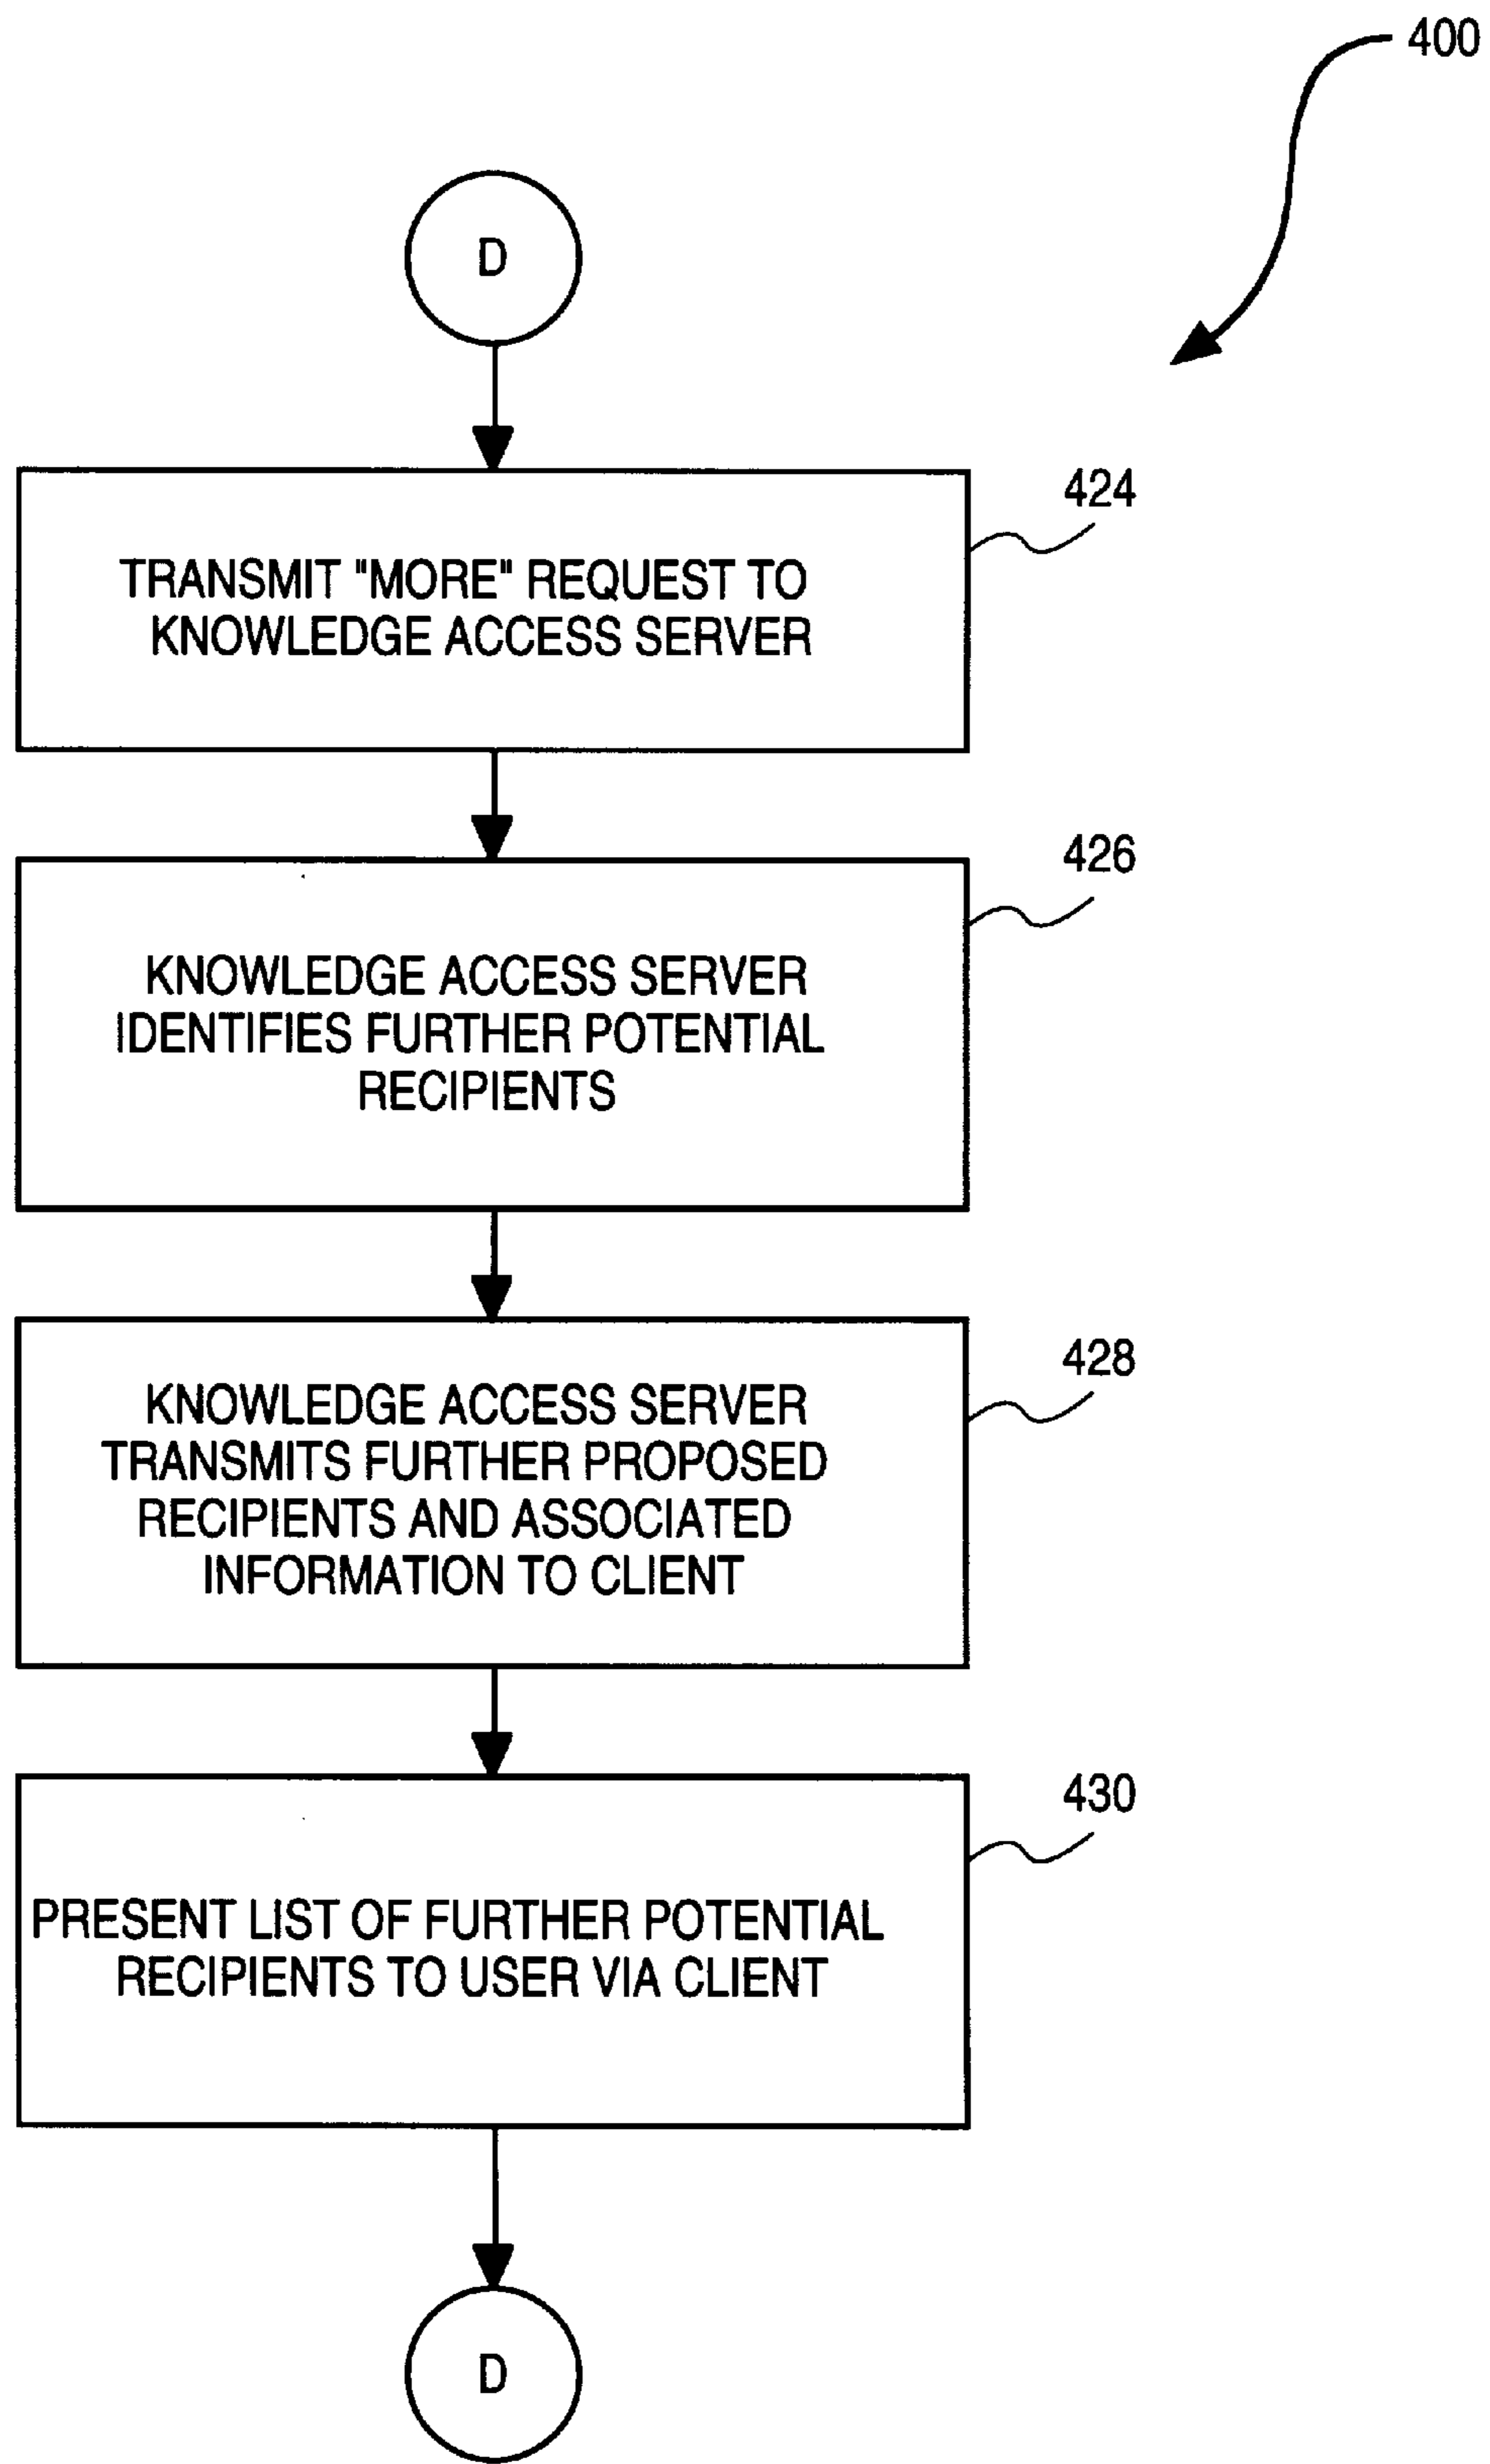 400
D
424
TRANSMIT "MORE" REQUEST TO
KNOWLEDGE ACCESS SERVER
426
KNOWLEDGE ACCESS SERVER
IDENTIFIES FURTHER POTENTIAL
RECIPIENTS
428
KNOWLEDGE ACCESS SERVER
TRANSMITS FURTHER PROPOSED
RECIPIENTS AND ASSOCIATED
INFORMATION TO CLIENT
430
PRESENT LIST OF FURTHER POTENTIAL
RECIPIENTS TO USER VIA CLIENT
D